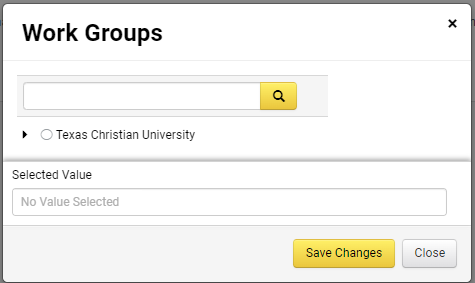 Work Groups
Texas Christian University
Selected Value
No Value Selected
Save Changes
Close